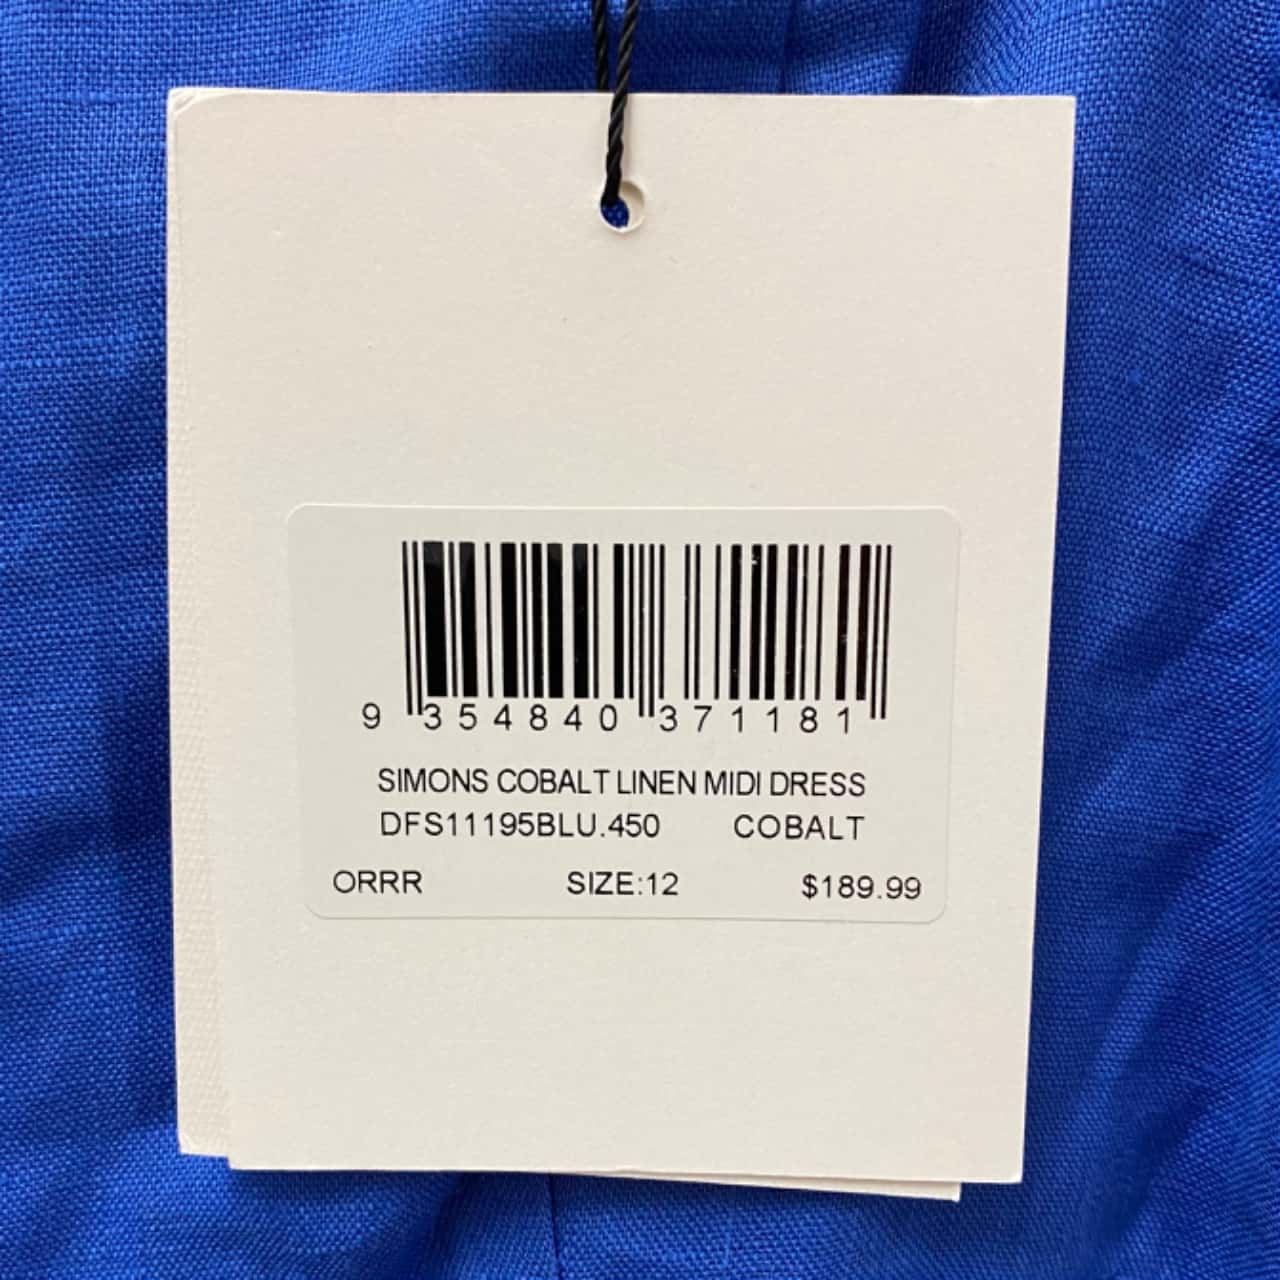 9 354840 371181
SIMONS COBALT LINEN MIDI DRESS
DFS11195BLU.450 COBALT
ORRR SIZE:12 $189.99